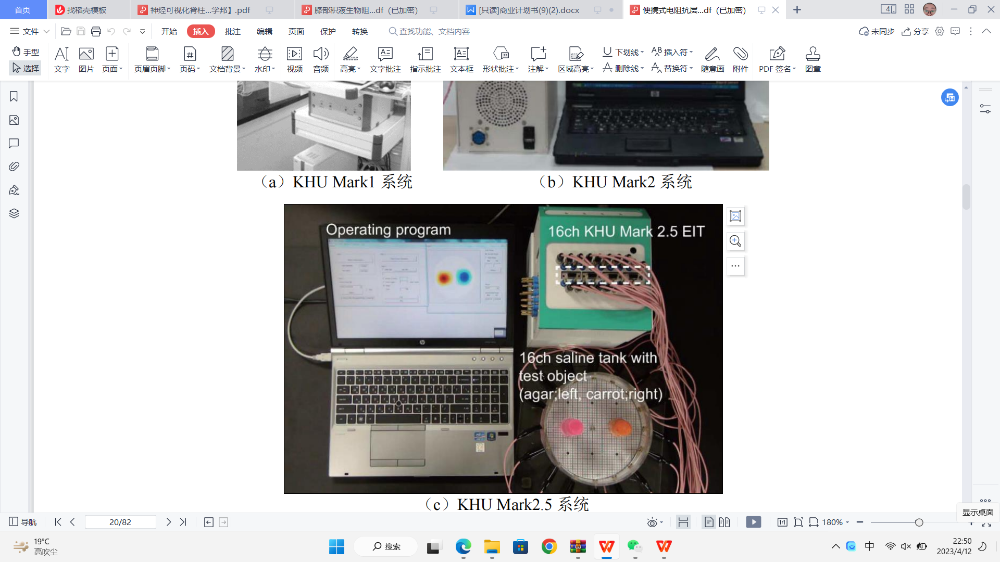 首页
找稻壳模板
神经可视化脊柱...学邦】.pdf
膝部积液生物阻...df（已加密）
[只读]商业计划书(9)(2).docx
便携式电阻抗层...df（已加密）
4
文件
开始
插入
批注
编辑
页面
保护
转换
查找功能、文档内容
未同步
分享
手型
选择
文字
图片
页面
页眉页脚
页码
文档背景
水印
视频
音频
高亮
文字批注
指示批注
文本框
形状批注
注解
区域高亮
下划线
删除线
插入符
替换符
随意画
附件
PDF 签名
图章
（a）KHU Mark1 系统
（b）KHU Mark2 系统
Operating program
16ch KHU Mark 2.5 EIT
16ch saline tank with
test object
(agar;left, carrot;right)
（c）KHU Mark2.5 系统
显示桌面
导航
20/82
1:1
180%
19°C
高吹尘
搜索
中
22:50
2023/4/12